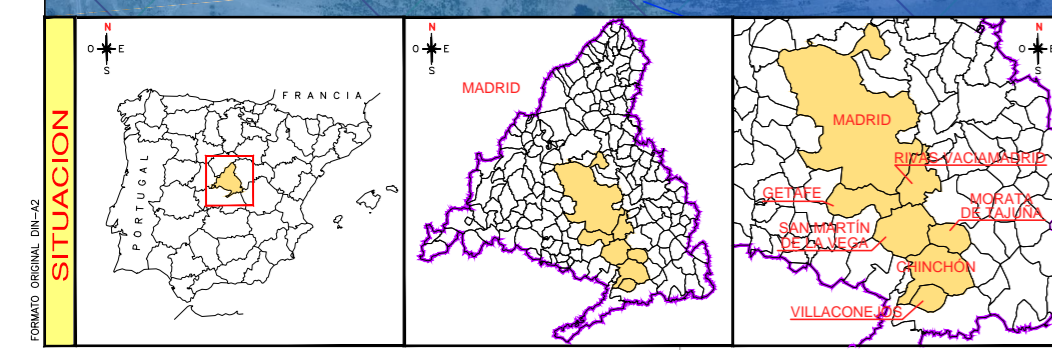 FORMATO ORIGINAL DIN-A2
SITUACION
N
O E
S
FRANCIA
PORTUGAL
N
O E
S
MADRID
N
O E
S
MADRID
RIVAS-VACIAMADRID
GETAFE
MORATA
DE TAJUÑA
SAN MARTÍN
DE LA VEGA
CHINCHÓN
VILLACONEJOS